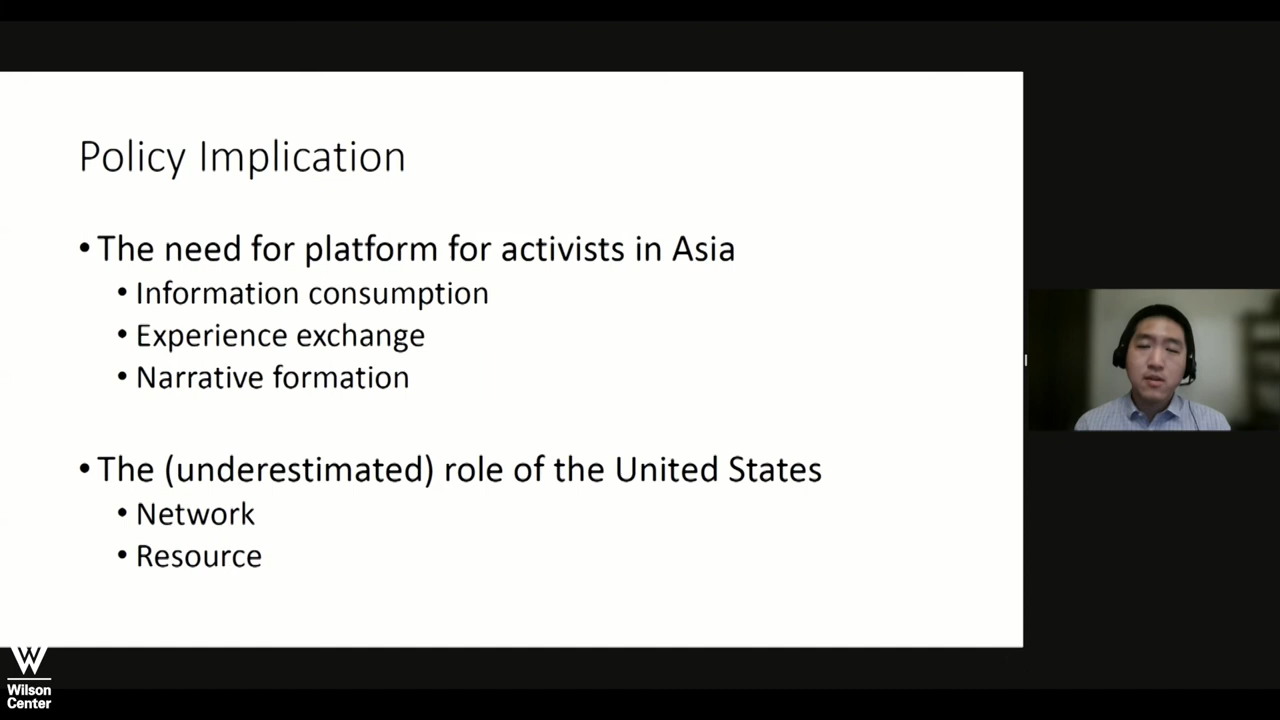 Policy Implication
• The need for platform for activists in Asia
• Information consumption
• Experience exchange
• Narrative formation
• The (underestimated) role of the United States
• Network
• Resource
W
Wilson
Center